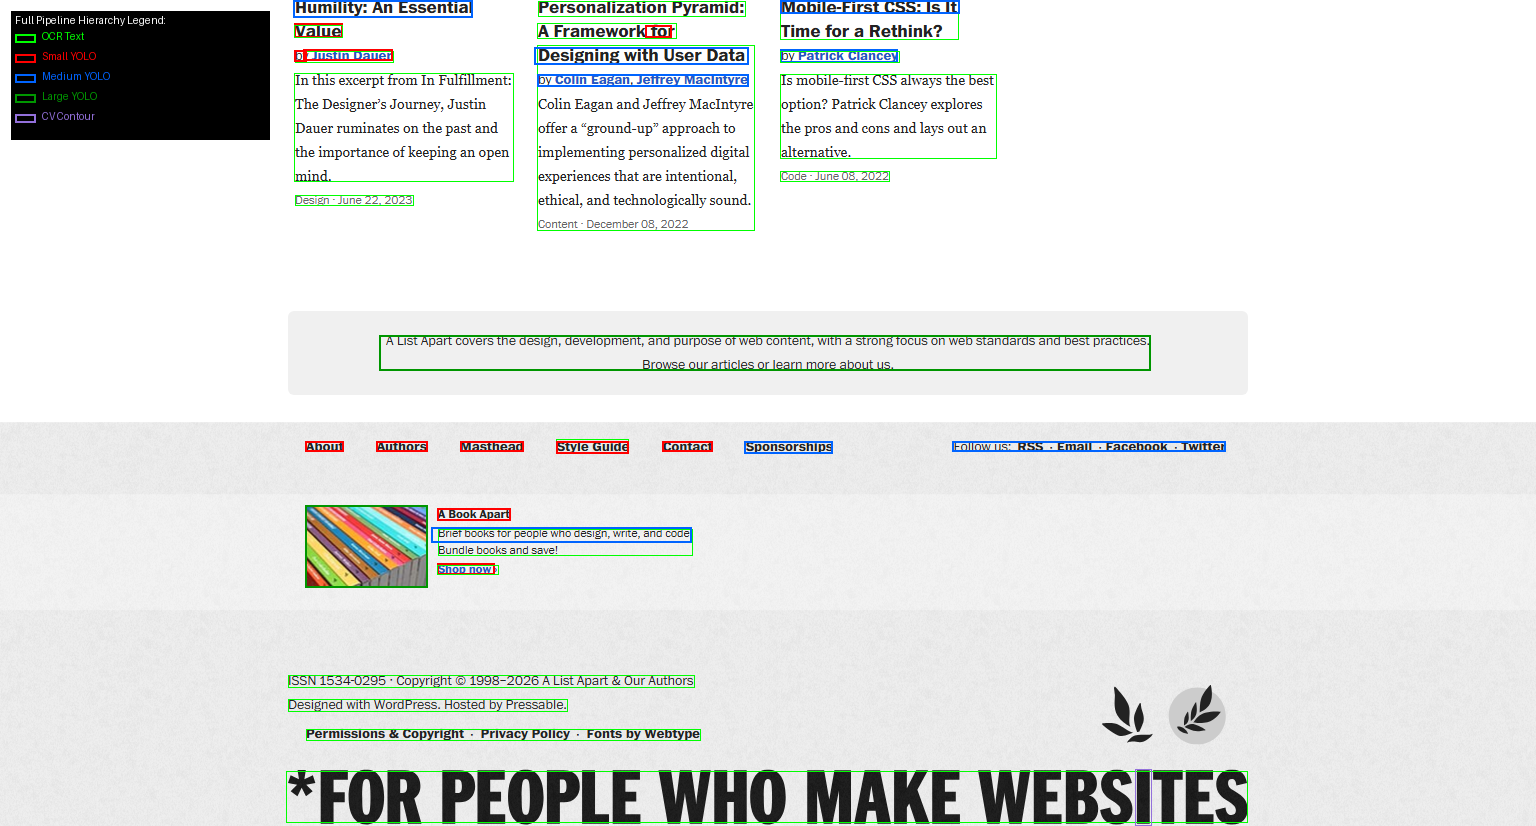 Full Pipeline Hierarchy Legend:
OCR Text
Small YOLO
Medium YOLO
Large YOLO
CV Contour
Humility: An Essential
Value
by Justin Dauer
In this excerpt from In Fulfillment:
The Designer’s Journey, Justin
Dauer ruminates on the past and
the importance of keeping an open
mind.
Design · June 22, 2023
Personalization Pyramid:
A Framework for
Designing with User Data
by Colin Eagan, Jeffrey MacIntyre
Colin Eagan and Jeffrey MacIntyre
offer a “ground-up” approach to
implementing personalized digital
experiences that are intentional,
ethical, and technologically sound.
Content · December 08, 2022
Mobile-First CSS: Is It
Time for a Rethink?
by Patrick Clancey
Is mobile-first CSS always the best
option? Patrick Clancey explores
the pros and cons and lays out an
alternative.
Code · June 08, 2022
A List Apart covers the design, development, and purpose of web content, with a strong focus on web standards and best practices.
Browse our articles or learn more about us.
About Authors Masthead Style Guide Contact Sponsorships Follow us: RSS · Email · Facebook · Twitter
A Book Apart
Brief books for people who design, write, and code
Bundle books and save!
Shop now ›
ISSN 1534-0295 · Copyright © 1998–2026 A List Apart & Our Authors
Designed with WordPress. Hosted by Pressable.
Permissions & Copyright · Privacy Policy · Fonts by Webtype
*FOR PEOPLE WHO MAKE WEBSITES